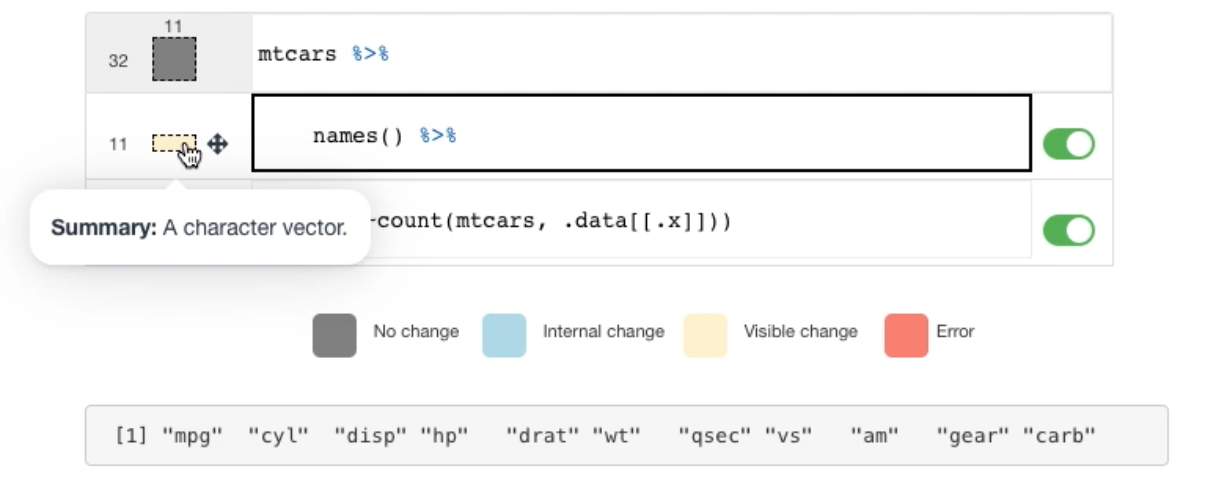 11
32
mtcars %>%
11
names() %>%
Summary: A character vector.
count(mtcars, .data[[.x]]))
No change
Internal change
Visible change
Error
[1] "mpg"  "cyl"  "disp" "hp"   "drat" "wt"   "qsec" "vs"   "am"   "gear" "carb"